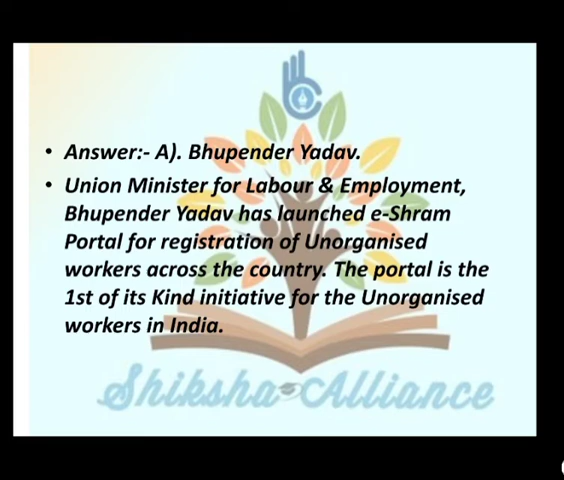 • Answer:- A). Bhupender Yadav.
• Union Minister for Labour & Employment,
Bhupender Yadav has launched e-Shram
Portal for registration of Unorganised
workers across the country. The portal is the
1st of its Kind initiative for the Unorganised
workers in India.
Shiksha Alliance